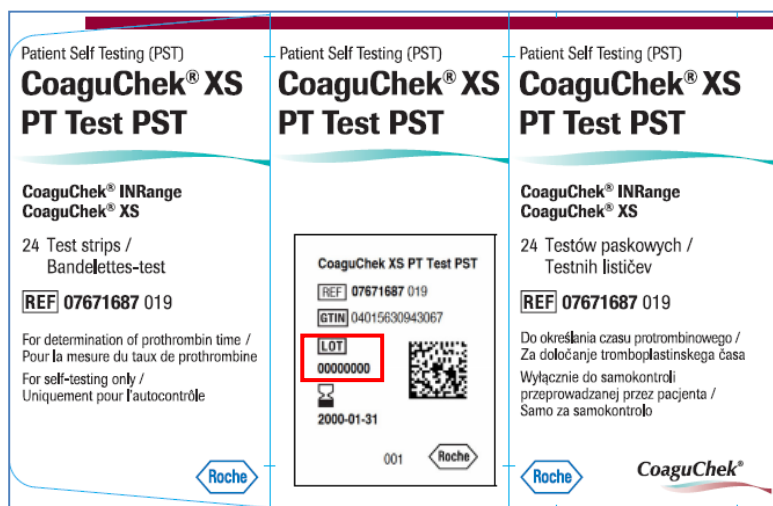 Patient Self Testing (PST)
CoaguChek® XS
PT Test PST
CoaguChek® INRange
CoaguChek® XS
24 Test strips /
Bandelettes-test
REF 07671687 019
For determination of prothrombin time /
Pour la mesure du taux de prothrombine
For self-testing only /
Uniquement pour l'autocontrôle
Roche
Patient Self Testing (PST)
CoaguChek® XS
PT Test PST
CoaguChek XS PT Test PST
REF 07671687 019
GTIN 04015630943067
LOT
00000000
2000-01-31
001
Roche
Patient Self Testing (PST)
CoaguChek® XS
PT Test PST
CoaguChek® INRange
CoaguChek® XS
24 Testów paskowych /
Testnih lističev
REF 07671687 019
Do określania czasu protrombinowego /
Za določanje tromboplastinskega časa
Wyłącznie do samokontroli
przeprowadzanej przez pacjenta /
Samo za samokontrolo
Roche
CoaguChek®